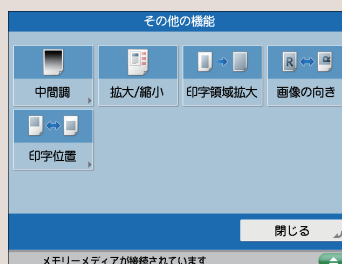 その他の機能
中間調
拡大/縮小
印字領域拡大
R R
画像の向き
印字位置
閉じる
メモリーメディアが接続されています